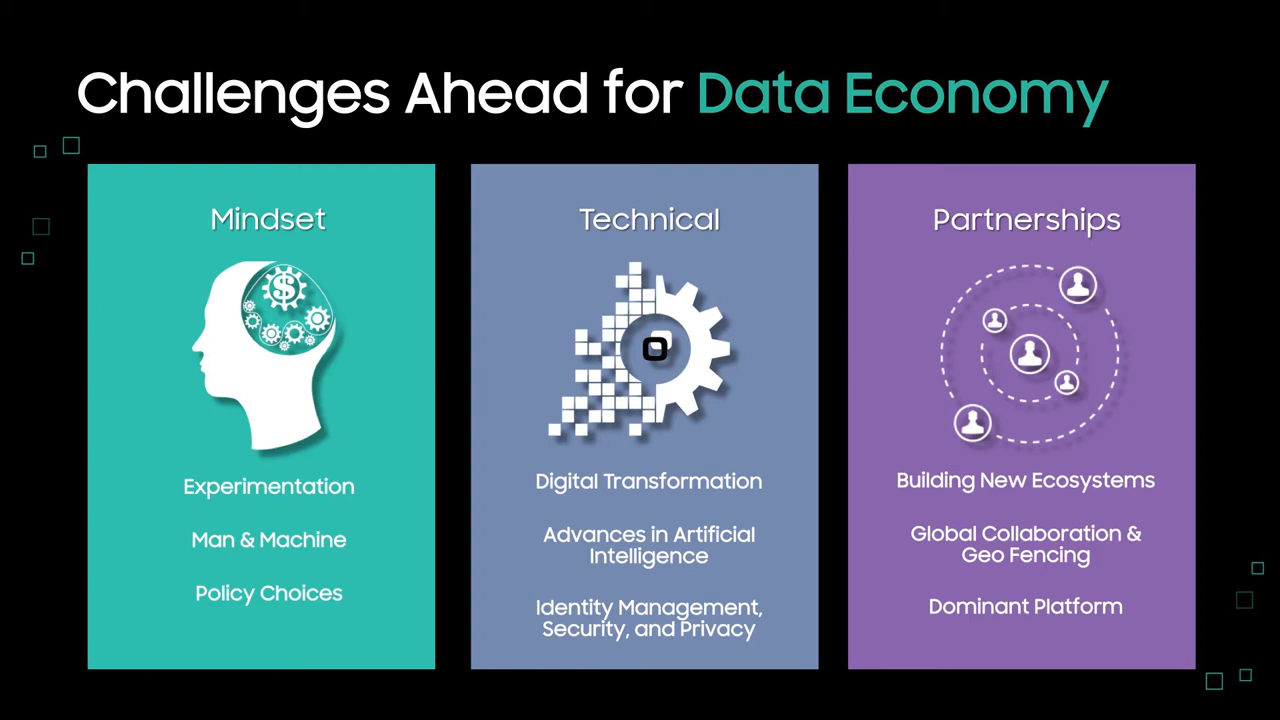 Challenges Ahead for Data Economy
Mindset
$
Experimentation
Man & Machine
Policy Choices
Technical
Digital Transformation
Advances in Artificial
Intelligence
Identity Management,
Security, and Privacy
Partnerships
Building New Ecosystems
Global Collaboration &
Geo Fencing
Dominant Platform